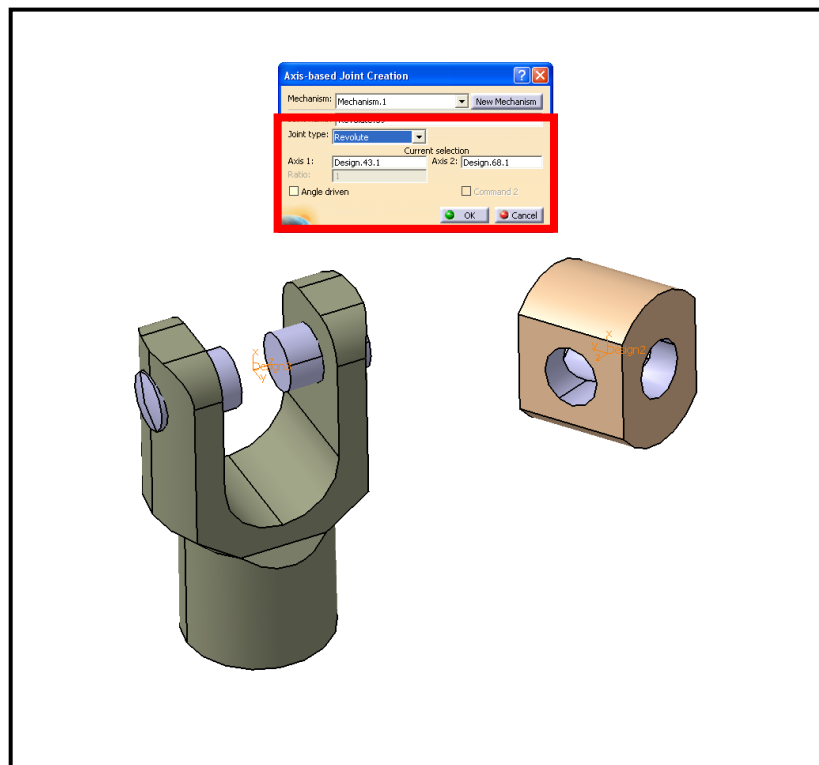 Axis-based Joint Creation
Mechanism: Mechanism.1 New Mechanism
Joint type: Revolute
Current selection
Axis 1: Design.43.1 Axis 2: Design.68.1
Ratio: 1
Angle driven Command 2
OK Cancel
x
y
x
Design2